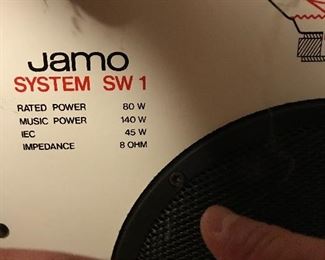 Jamo
SYSTEM SW 1
RATED POWER 80 W
MUSIC POWER 140 W
IEC 45 W
IMPEDANCE 8 OHM